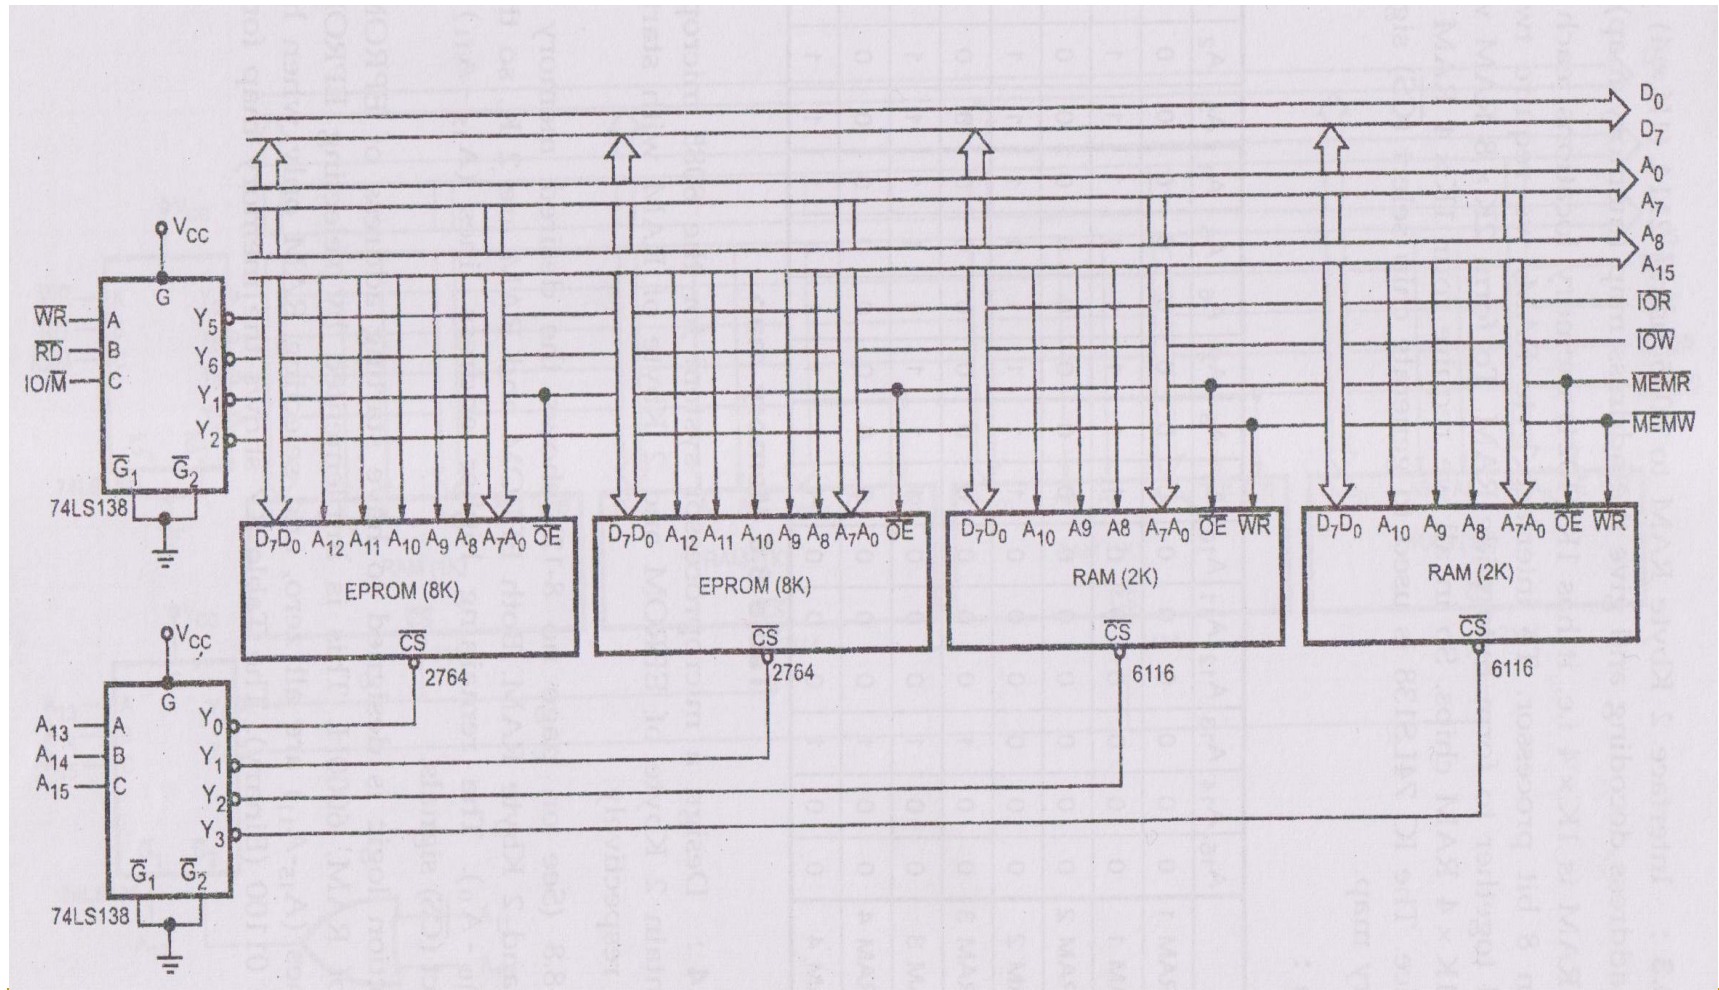 D0
D7
A0
A7
A8
A15
VCC
G
WR A Y5 IOR
RD B Y6 IOW
IO/M C Y1 MEMR
Y2 MEMW
G1 G2
74LS138
D7D0 A12 A11 A10 A9 A8 A7A0 OE
EPROM (8K)
CS
2764
D7D0 A12 A11 A10 A9 A8 A7A0 OE
EPROM (8K)
CS
2764
D7D0 A10 A9 A8 A7A0 OE WR
RAM (2K)
CS
6116
D7D0 A10 A9 A8 A7A0 OE WR
RAM (2K)
CS
6116
VCC
G
A13 A Y0
A14 B Y1
A15 C Y2
Y3
G1 G2
74LS138